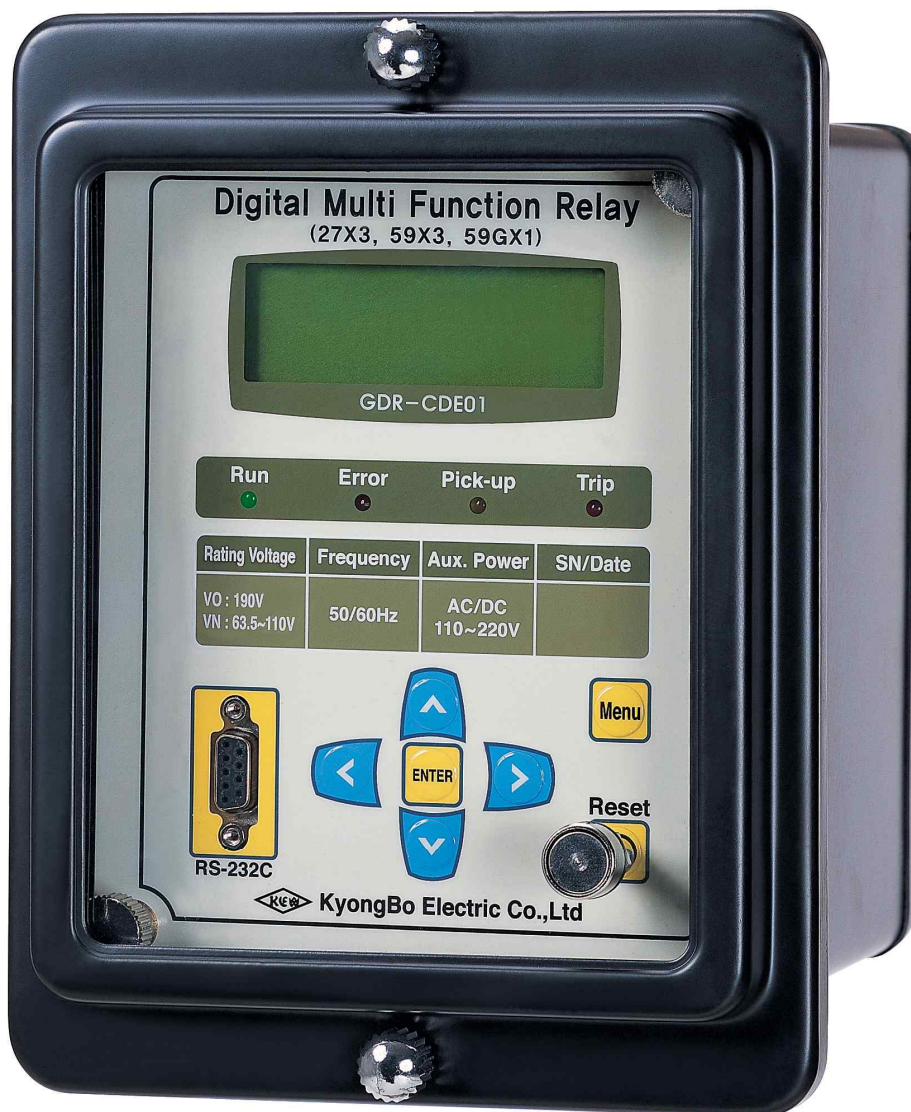 Digital Multi Function Relay
(27X3, 59X3, 59GX1)
GDR-CDE01
Run Error Pick-up Trip
Rating Voltage Frequency Aux. Power SN/Date
VO : 190V
VN : 63.5~110V
50/60Hz
AC/DC
110~220V
Menu
ENTER
Reset
RS-232C
KyongBo Electric Co.,Ltd